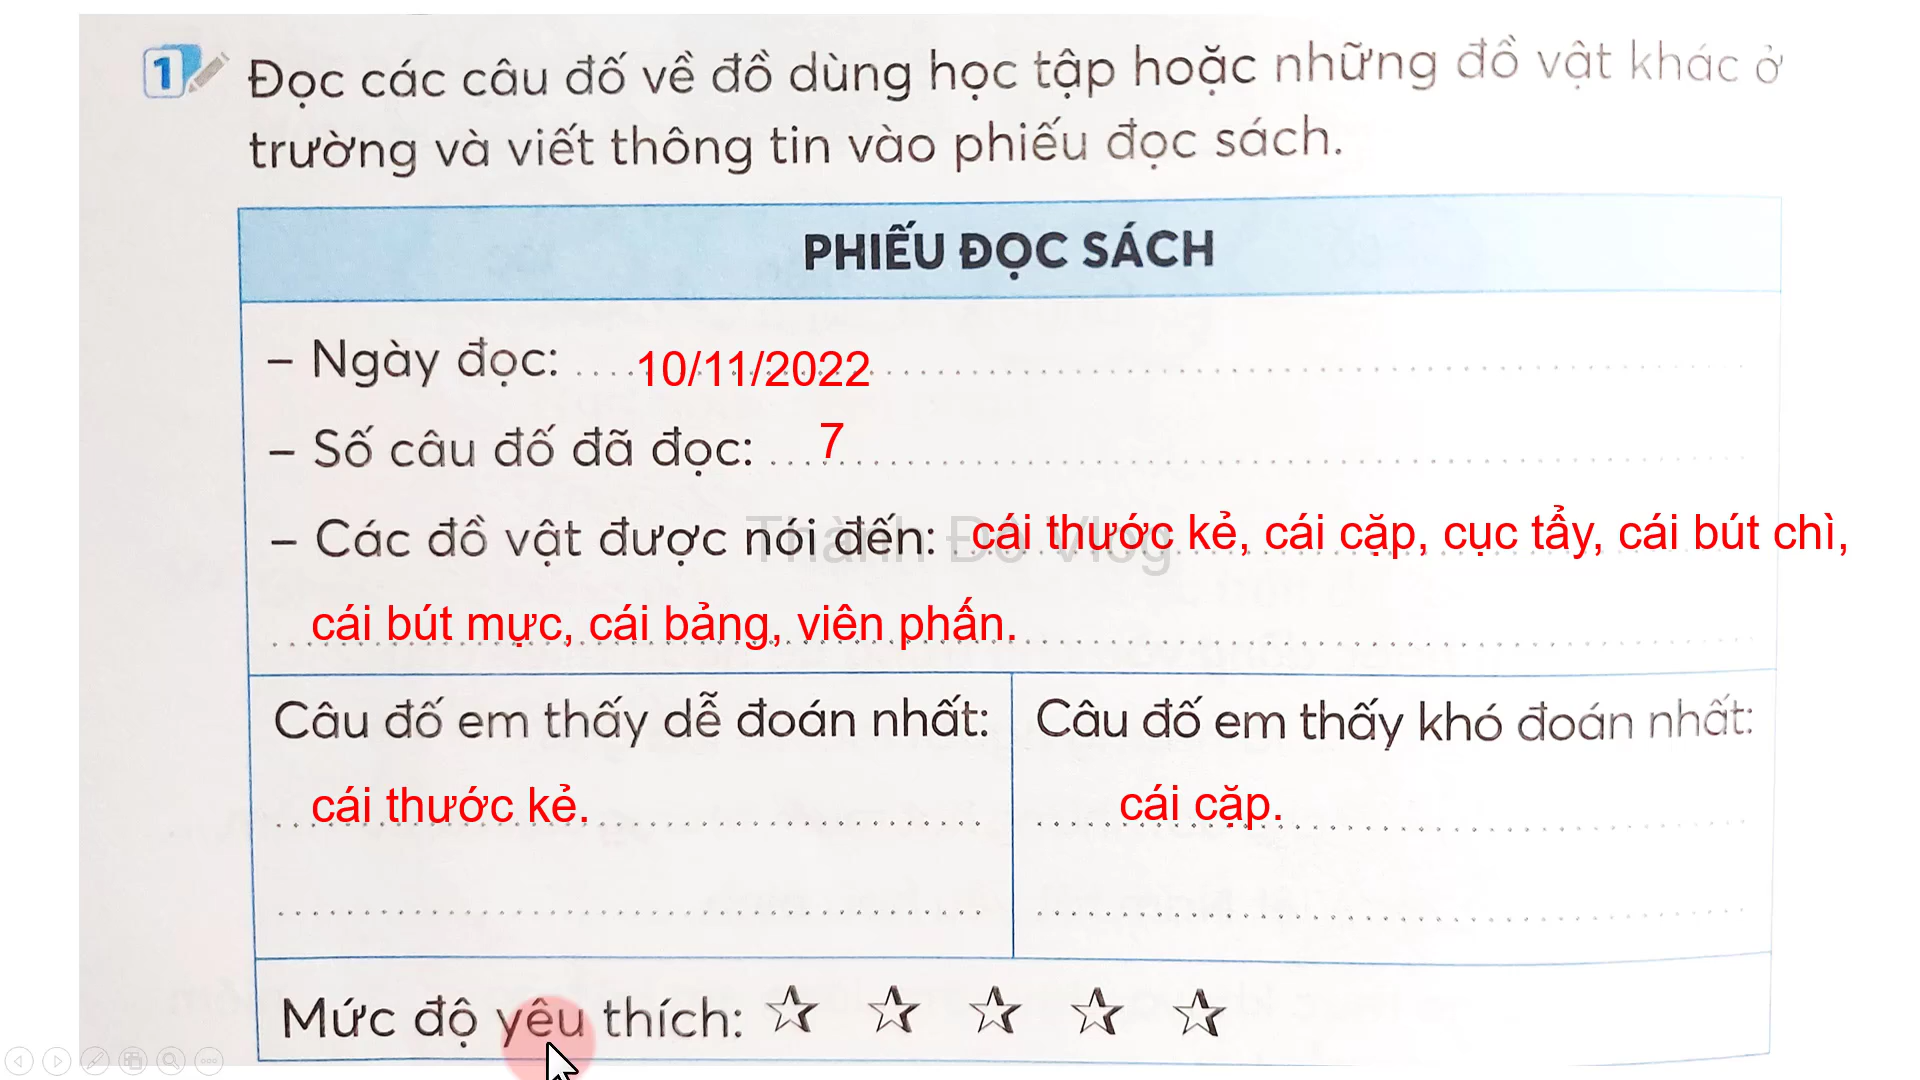 1 Đọc các câu đố về đồ dùng học tập hoặc những đồ vật khác ở
trường và viết thông tin vào phiếu đọc sách.
PHIẾU ĐỌC SÁCH
– Ngày đọc: 10/11/2022
– Số câu đố đã đọc: 7
– Các đồ vật được nói đến: cái thước kẻ, cái cặp, cục tẩy, cái bút chì,
Thành Đô Vlog
cái bút mực, cái bảng, viên phấn.
Câu đố em thấy dễ đoán nhất:
cái thước kẻ.
Câu đố em thấy khó đoán nhất:
cái cặp.
Mức độ yêu thích: ☆ ☆ ☆ ☆ ☆